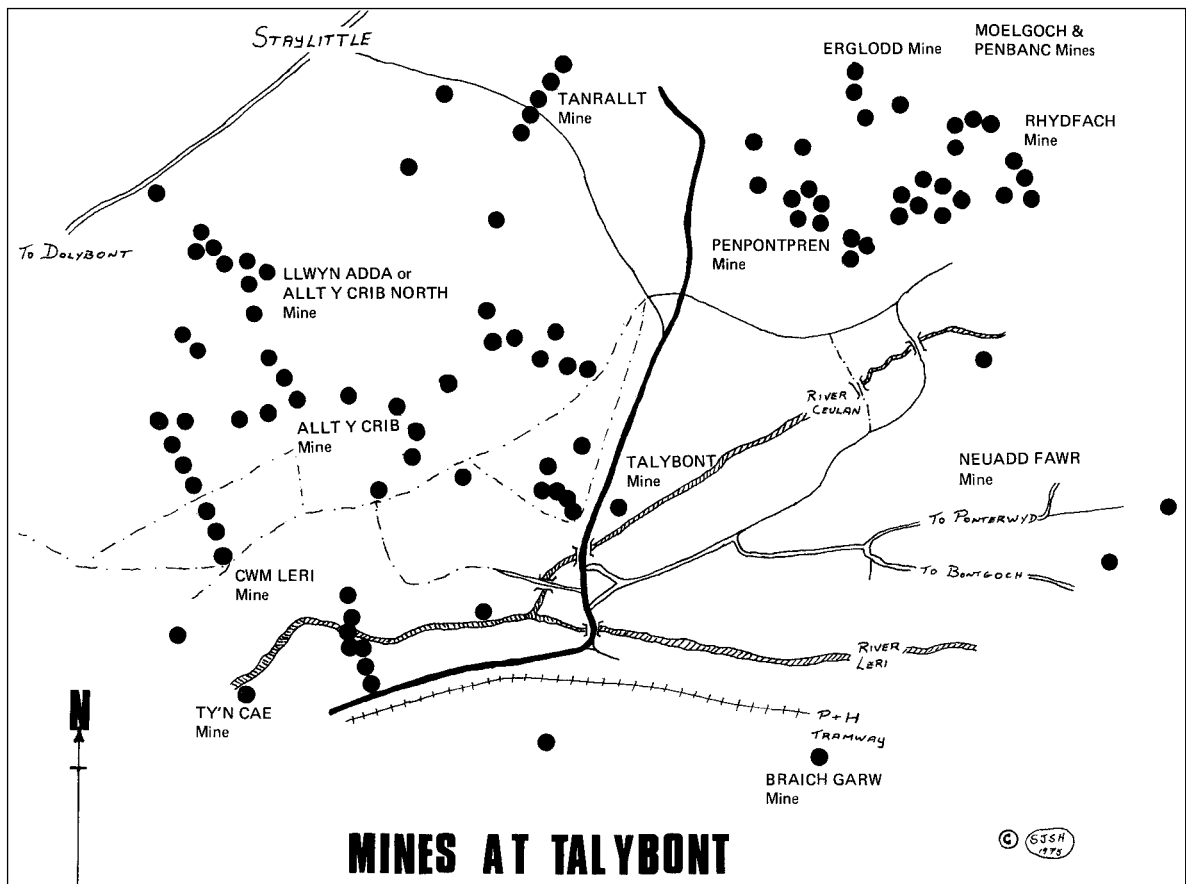 STAYLITTLE
MOELGOCH &
PENBANC Mines
ERGLODD Mine
TANRALLT
Mine
RHYDFACH
Mine
TO DOLYBONT
PENPONTPREN
Mine
LLWYN ADDA or
ALLT Y CRIB NORTH
Mine
RIVER
CEULAN
ALLT Y CRIB
Mine
TALYBONT
Mine
NEUADD FAWR
Mine
TO PONTERWYD
CWM LERI
Mine
TO BONTGOCH
RIVER
LERI
TY'N CAE
Mine
N
P+H
TRAMWAY
BRAICH GARW
Mine
MINES AT TALYBONT
© SJSH
1975